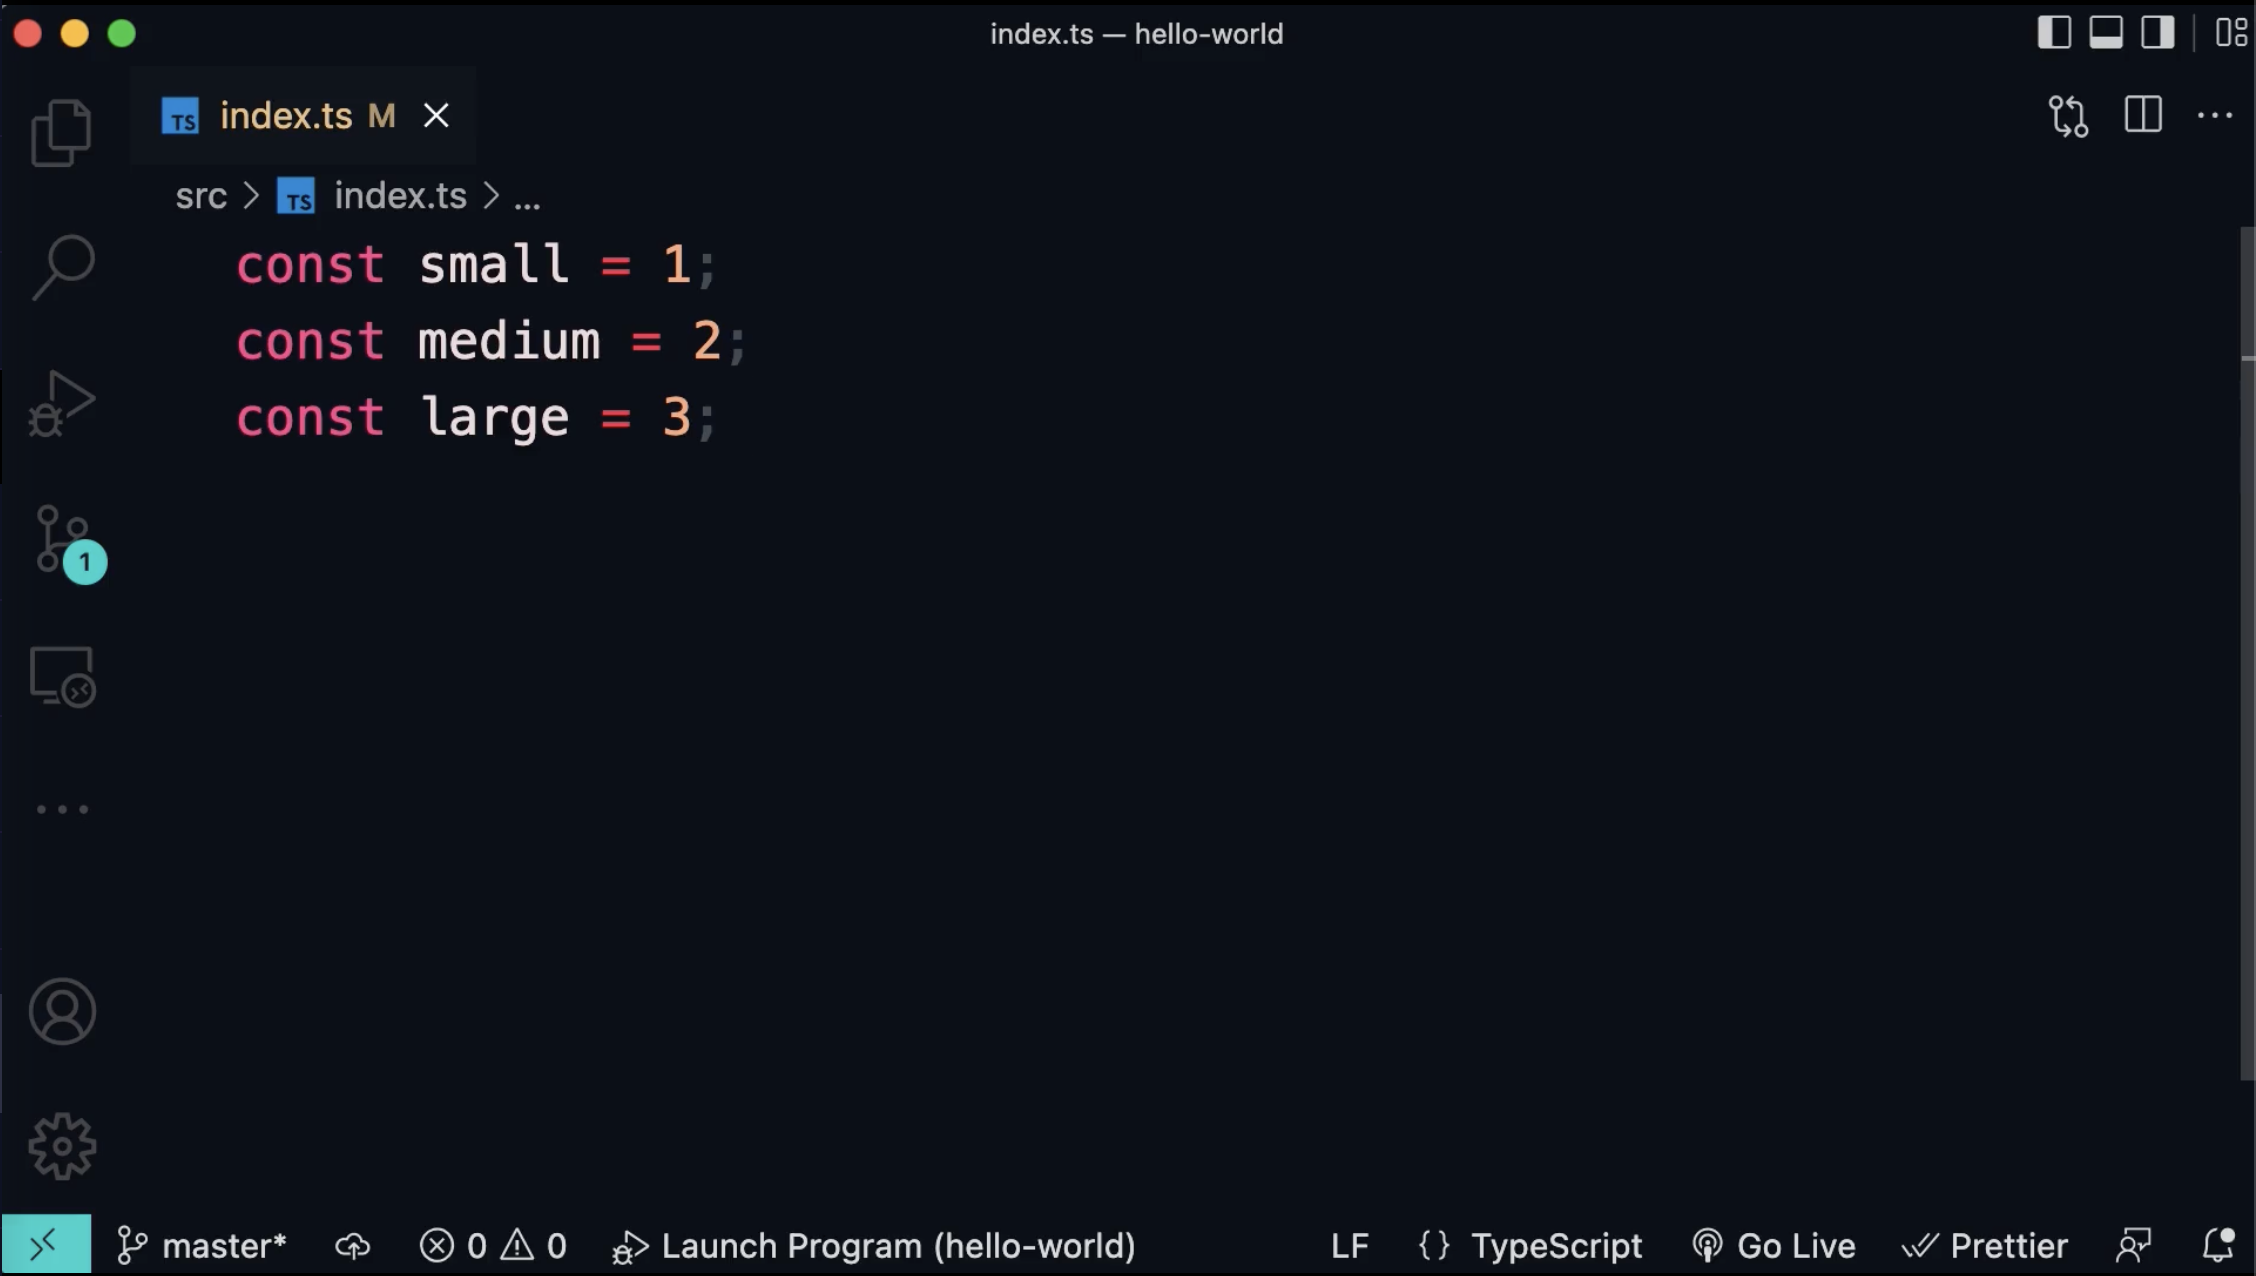 index.ts — hello-world
TS index.ts M
src > TS index.ts > ...
const small = 1;
const medium = 2;
const large = 3;
1
master* 0 0 Launch Program (hello-world) LF {} TypeScript Go Live Prettier